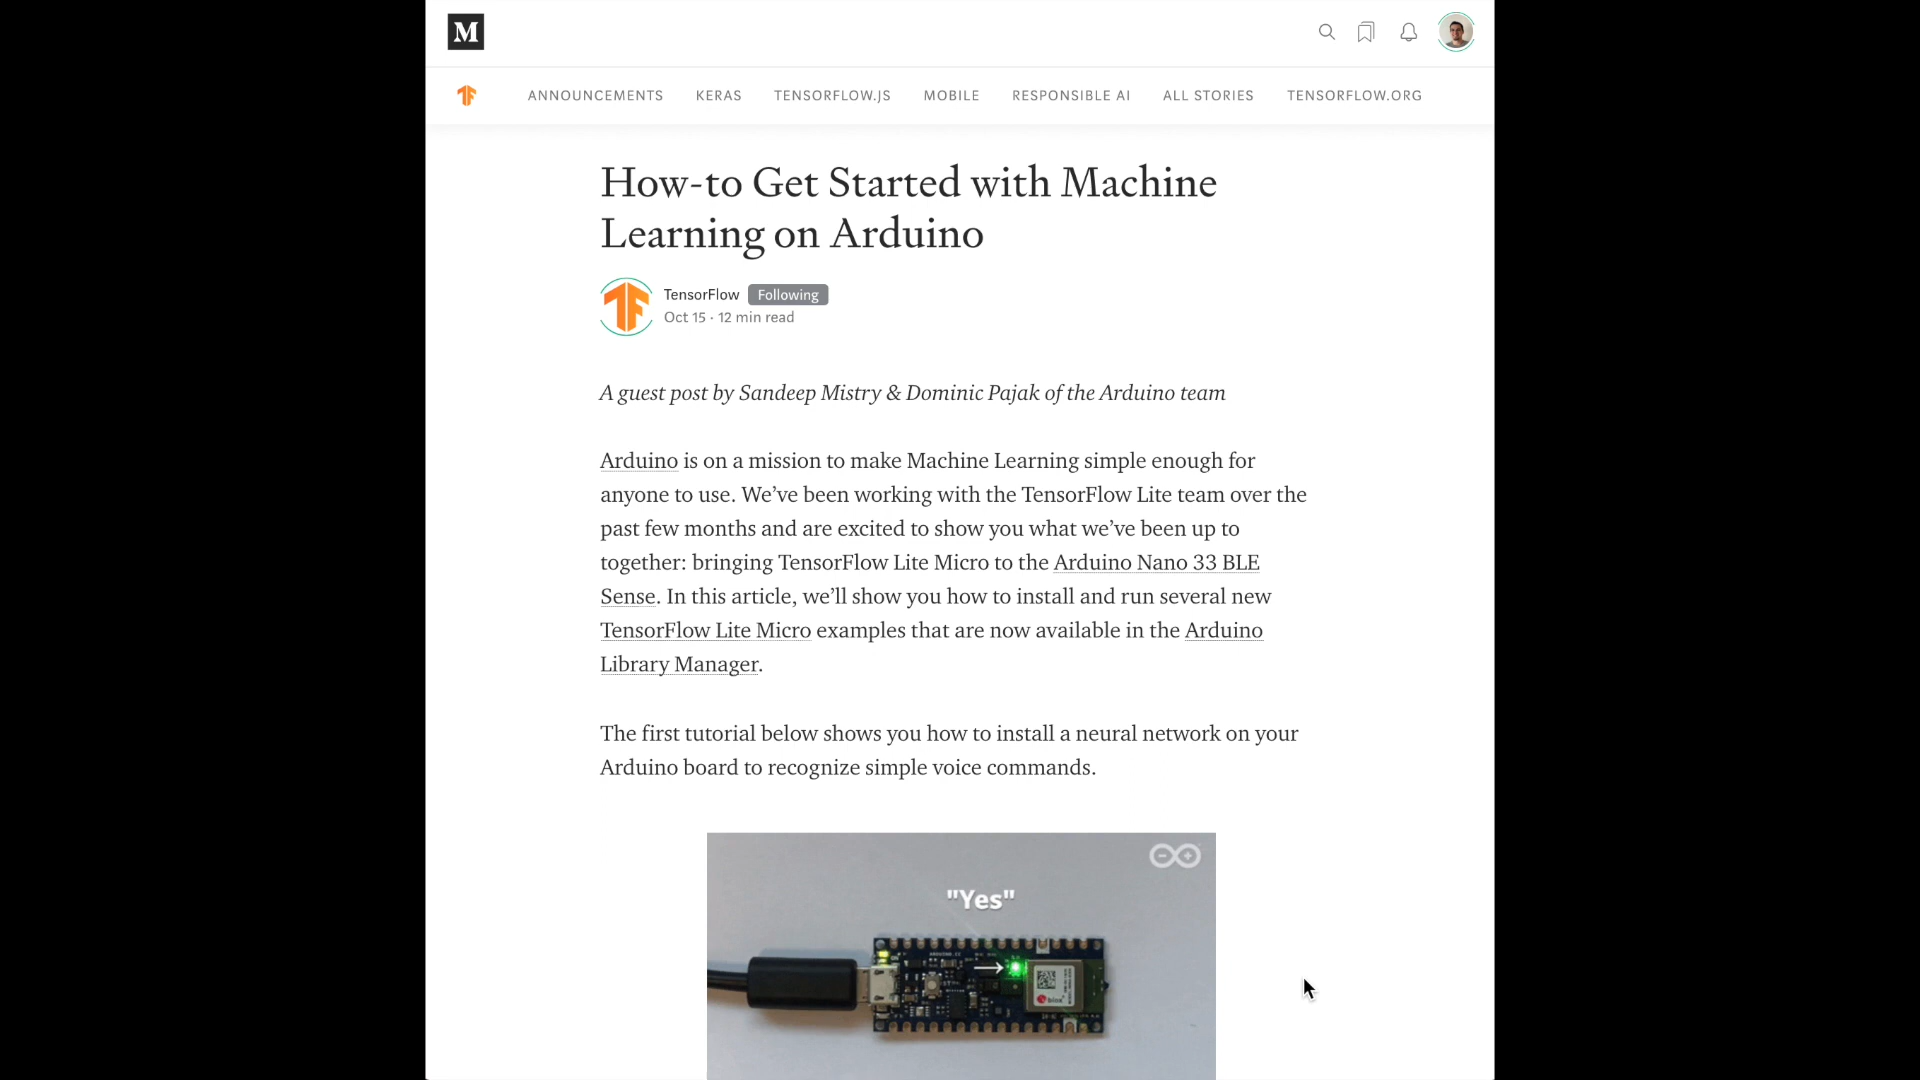 M
ANNOUNCEMENTS KERAS TENSORFLOW.JS MOBILE RESPONSIBLE AI ALL STORIES TENSORFLOW.ORG
How-to Get Started with Machine
Learning on Arduino
TensorFlow Following
Oct 15 · 12 min read
A guest post by Sandeep Mistry & Dominic Pajak of the Arduino team
Arduino is on a mission to make Machine Learning simple enough for
anyone to use. We’ve been working with the TensorFlow Lite team over the
past few months and are excited to show you what we’ve been up to
together: bringing TensorFlow Lite Micro to the Arduino Nano 33 BLE
Sense. In this article, we’ll show you how to install and run several new
TensorFlow Lite Micro examples that are now available in the Arduino
Library Manager.
The first tutorial below shows you how to install a neural network on your
Arduino board to recognize simple voice commands.
"Yes"
blox